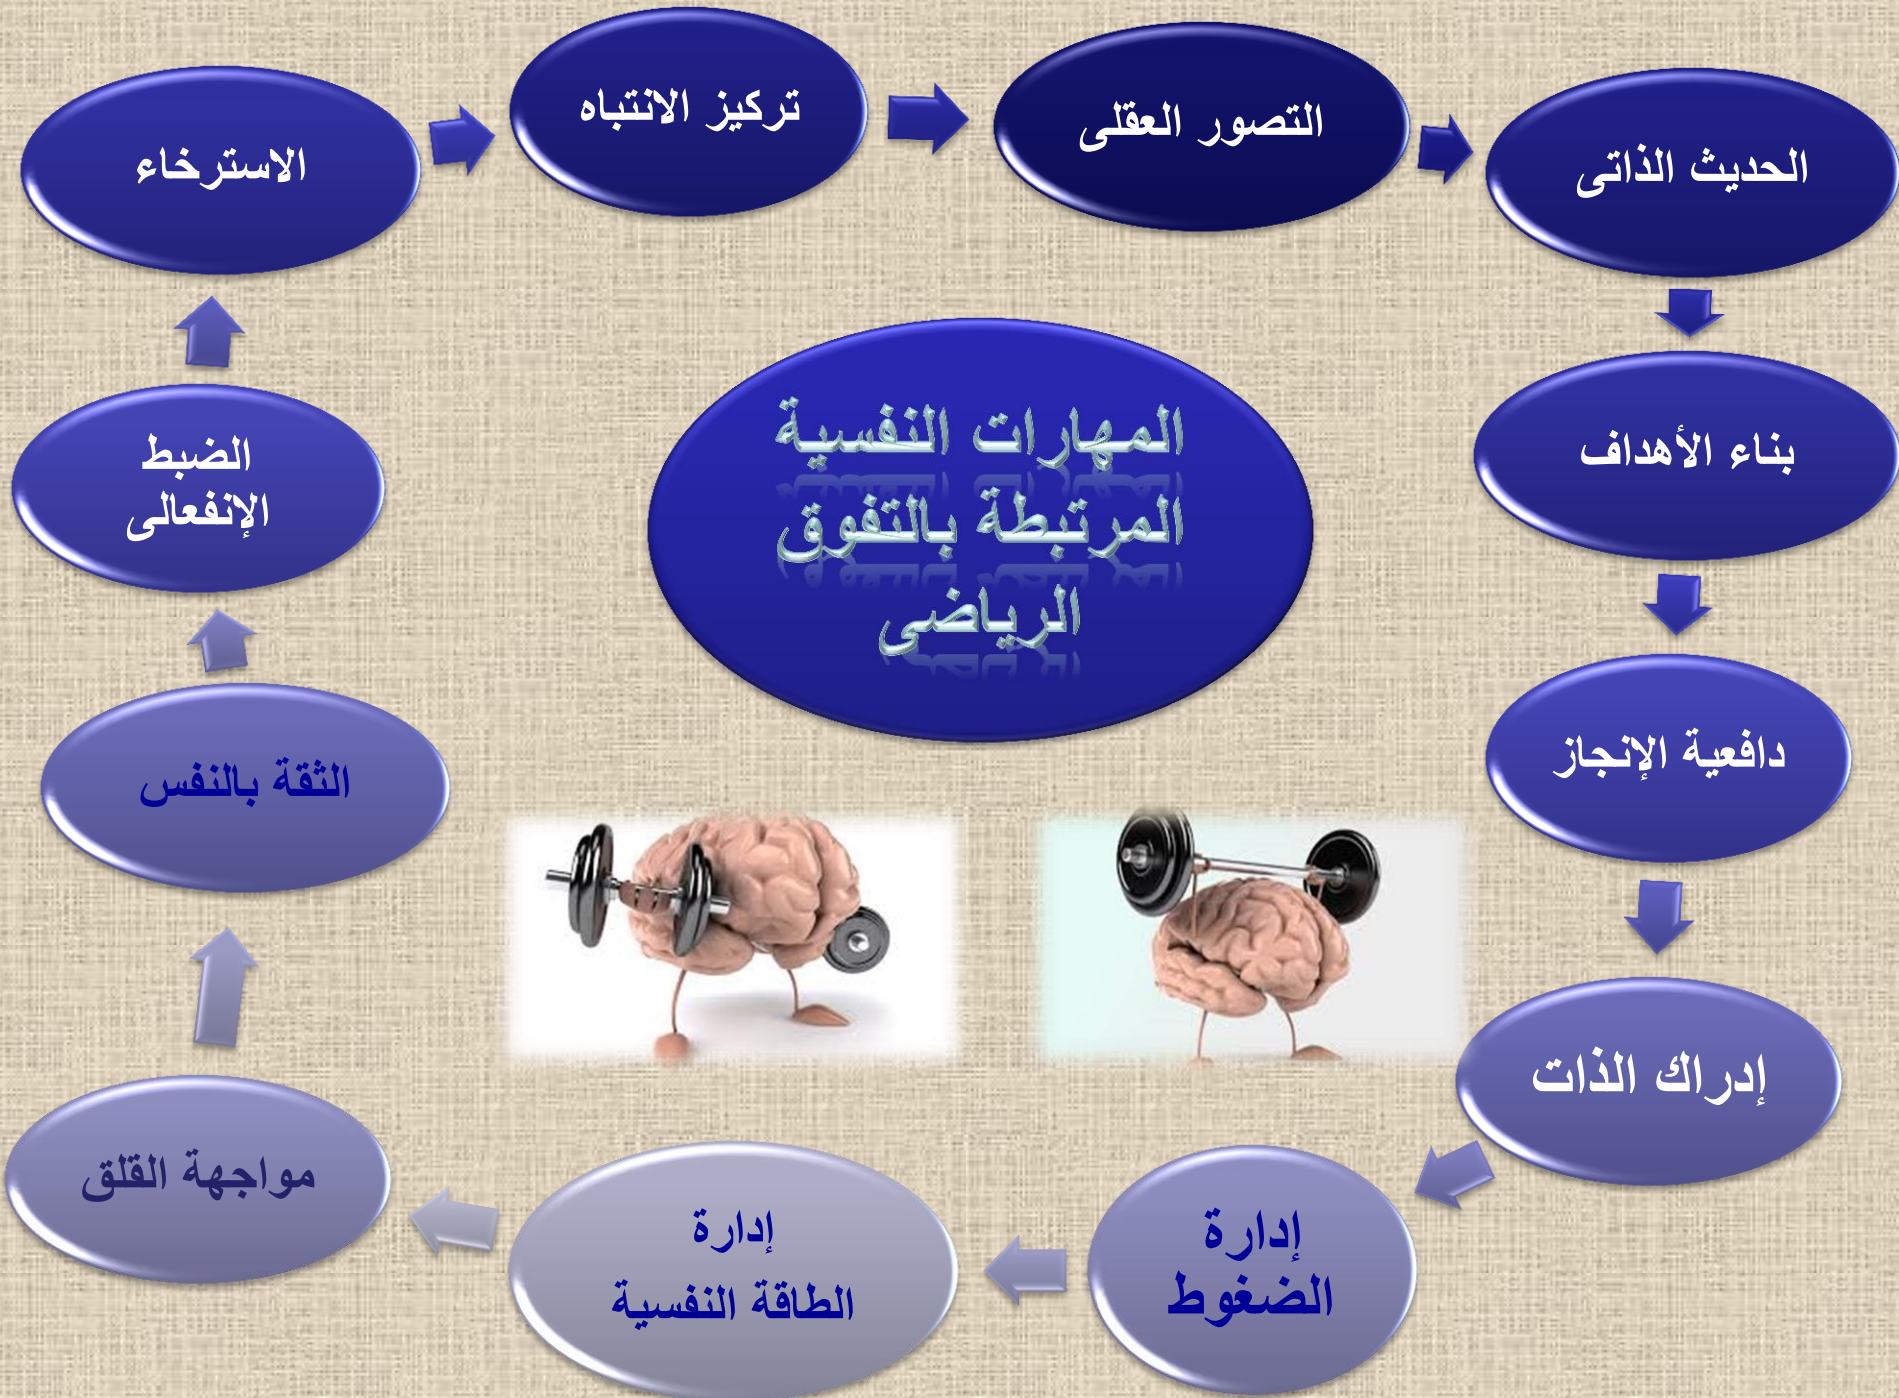 تركيز الانتباه
التصور العقلى
الحديث الذاتى
الاسترخاء
المهارات النفسية
المرتبطة بالتفوق
الرياضى
بناء الأهداف
الضبط
الإنفعالى
دافعية الإنجاز
الثقة بالنفس
إدراك الذات
مواجهة القلق
إدارة
الطاقة النفسية
إدارة
الضغوط